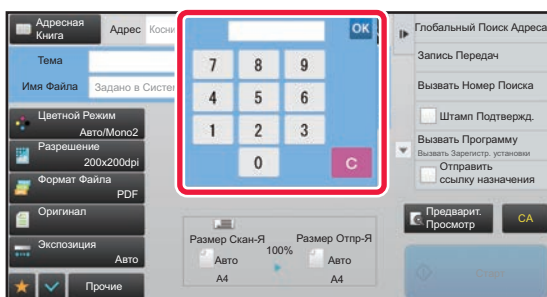 Адресная
Книга
Адрес
Косни
Тема
Имя Файла
Задано в Систем
Цветной Режим
Авто/Mono2
Разрешение
200x200dpi
Формат Файла
PDF
Оригинал
Экспозиция
Авто
Прочие
OK
7 8 9
4 5 6
1 2 3
0 C
Размер Скан-Я
100%
Размер Отпр-Я
Авто
A4
Авто
A4
Глобальный Поиск Адреса
Запись Передач
Вызвать Номер Поиска
Штамп Подтвержд.
Вызвать Программу
Вызвать Зарегистр. установки
Отправить
ссылку назначения
Предварит.
Просмотр
CA
Старт